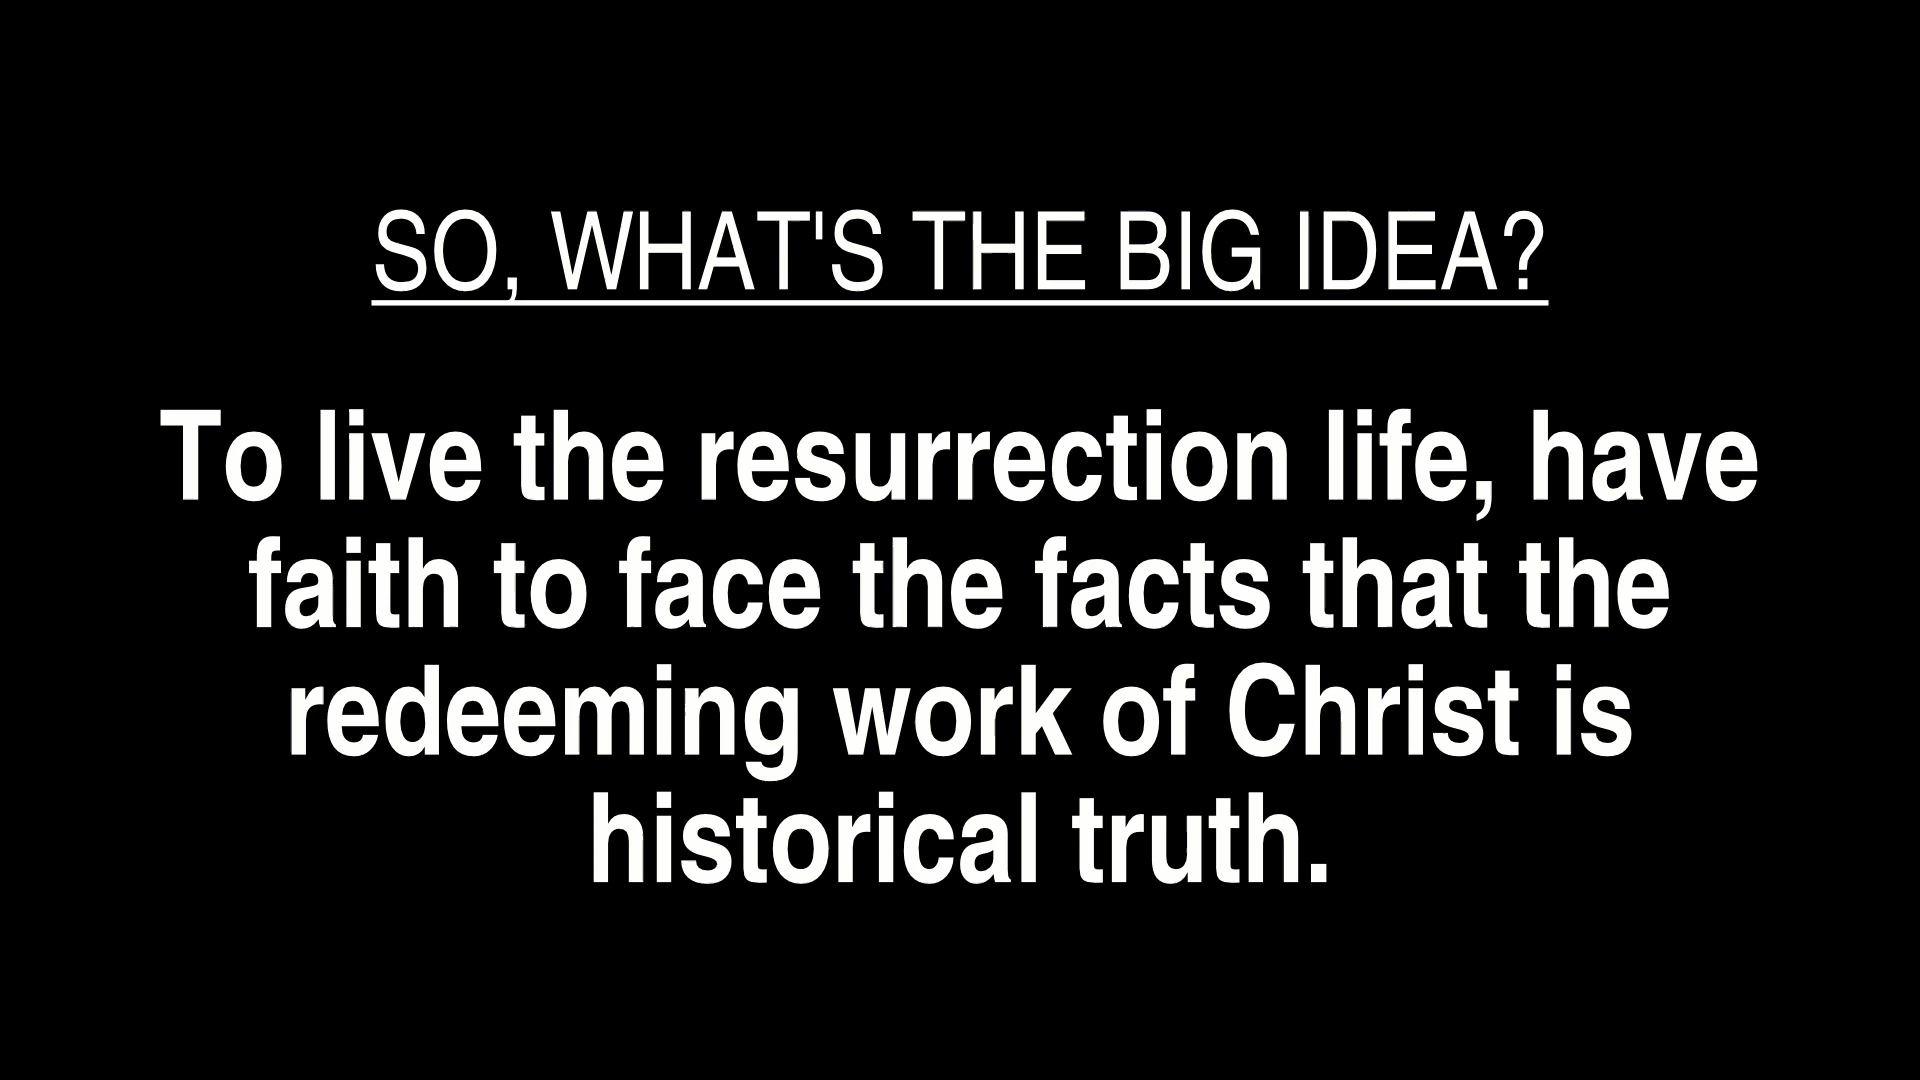 SO, WHAT'S THE BIG IDEA?
To live the resurrection life, have
faith to face the facts that the
redeeming work of Christ is
historical truth.